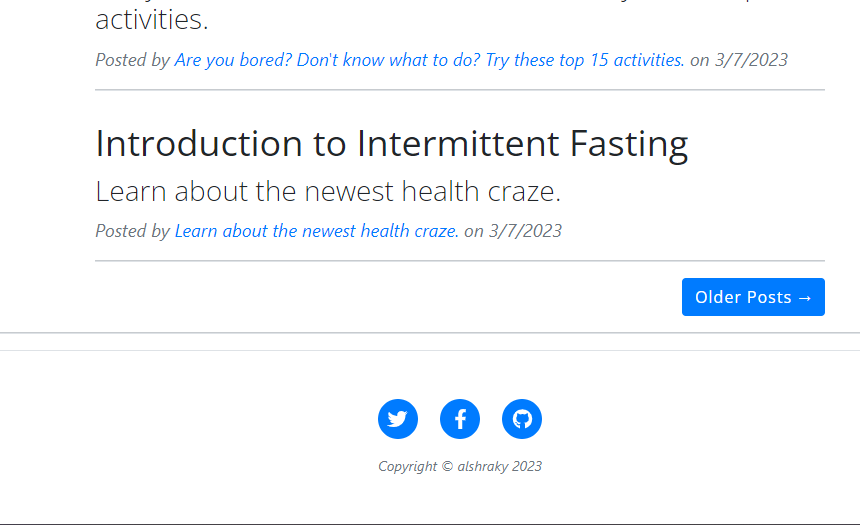 activities.
Posted by Are you bored? Don't know what to do? Try these top 15 activities. on 3/7/2023
Introduction to Intermittent Fasting
Learn about the newest health craze.
Posted by Learn about the newest health craze. on 3/7/2023
Older Posts →
Copyright © alshraky 2023